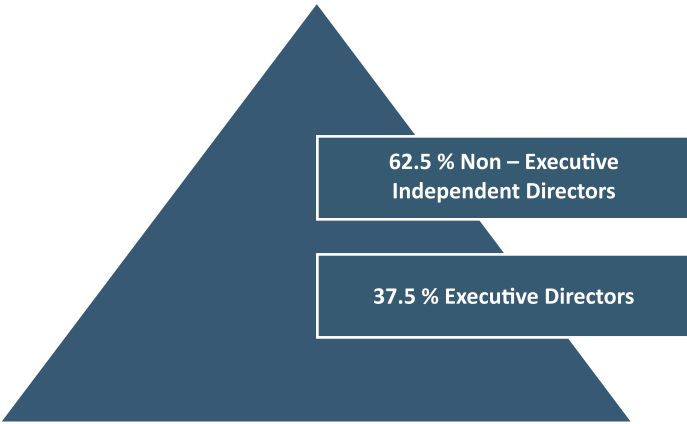 62.5 % Non – Executive
Independent Directors
37.5 % Executive Directors